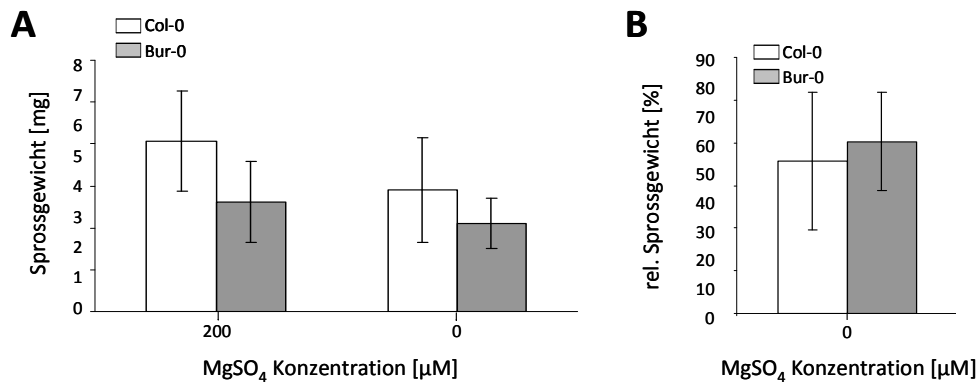 A
Col-0
Bur-0
Sprossgewicht [mg]
8
7
6
5
4
3
2
1
0
200
0
MgSO₄ Konzentration [µM]
B
Col-0
Bur-0
rel. Sprossgewicht [%]
90
80
70
60
50
40
30
20
10
0
0
MgSO₄ Konzentration [µM]